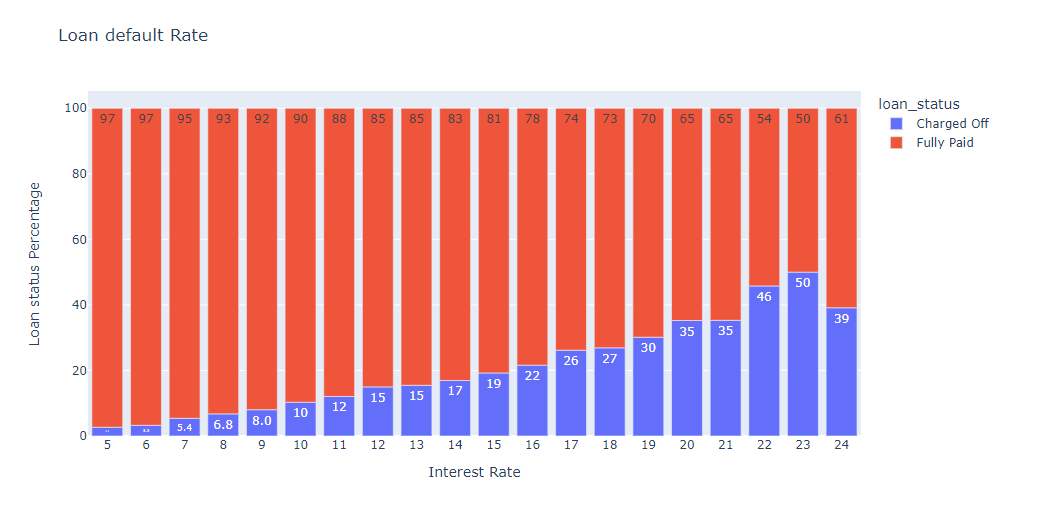 Loan default Rate
loan_status
Charged Off
Fully Paid
Loan status Percentage
100
80
60
40
20
0
97 97 95 93 92 90 88 85 85 83 81 78 74 73 70 65 65 54 50 61
5.4 6.8 8.0 10 12 15 15 17 19 22 26 27 30 35 35 46 50 39
5 6 7 8 9 10 11 12 13 14 15 16 17 18 19 20 21 22 23 24
Interest Rate